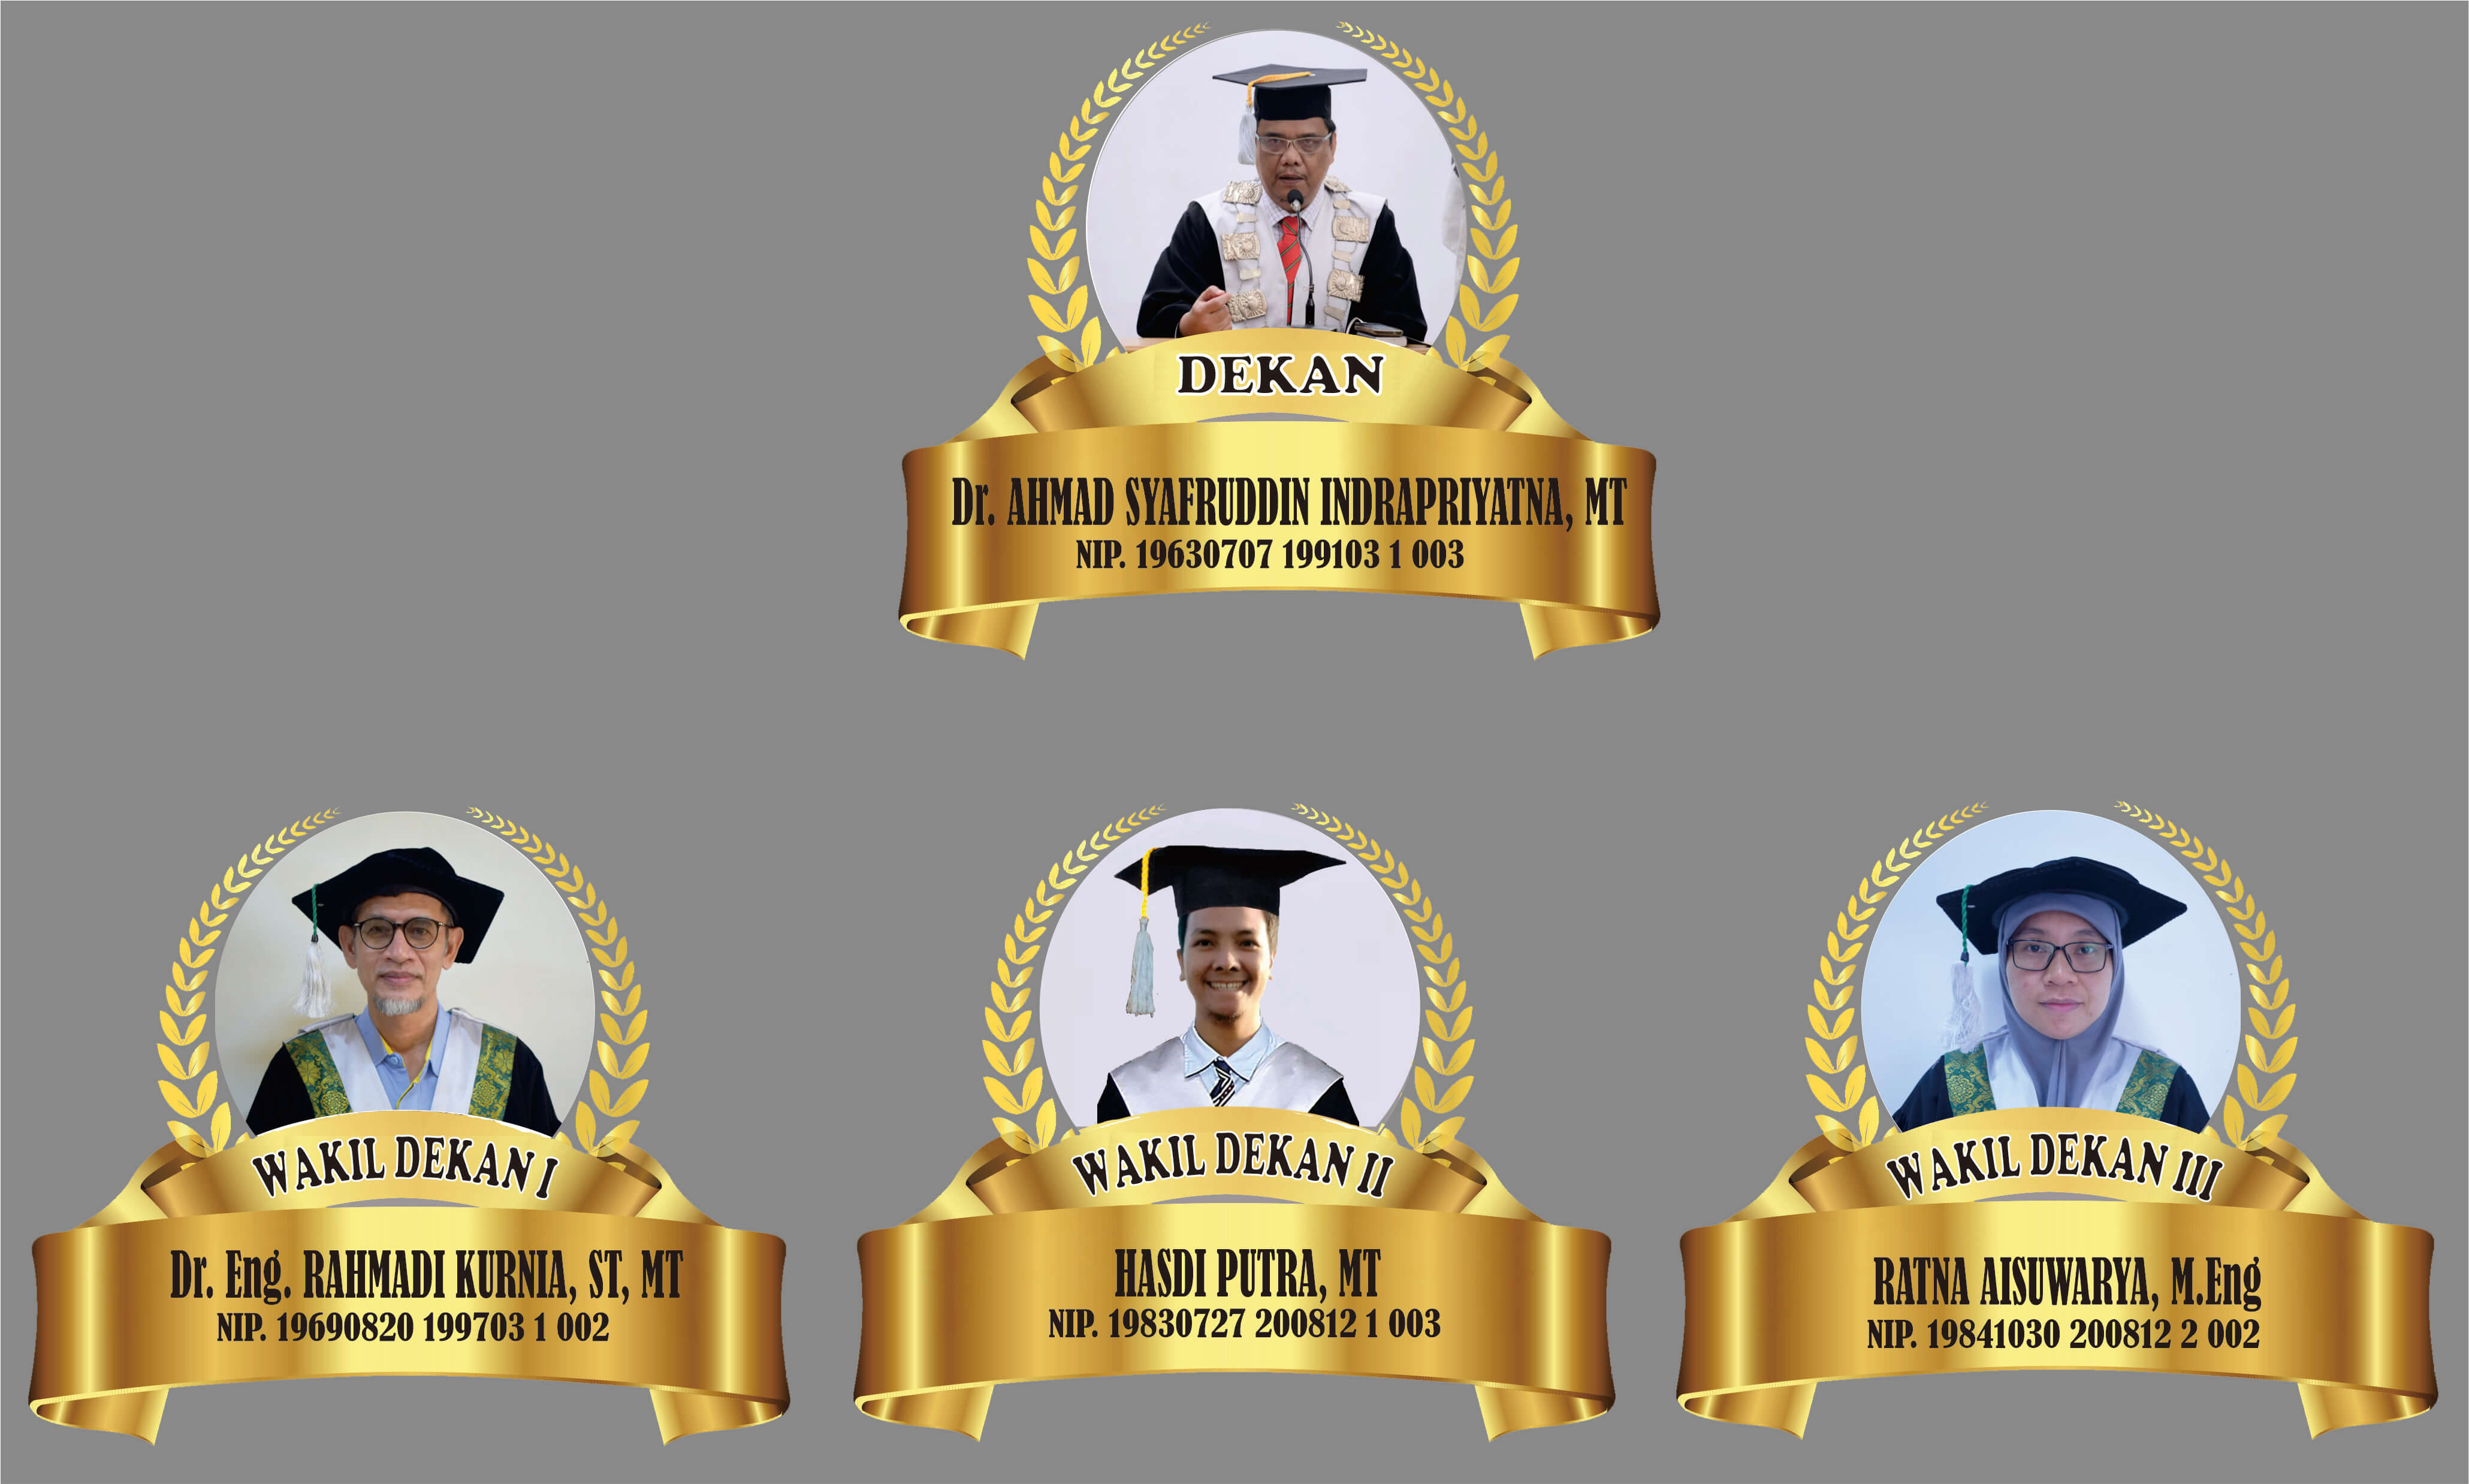 DEKAN
Dr. AHMAD SYAFRUDDIN INDRAPRIYATNA, MT
NIP. 19630707 199103 1 003
WAKIL DEKAN I
Dr. Eng. RAHMADI KURNIA, ST, MT
NIP. 19690820 199703 1 002
WAKIL DEKAN II
HASDI PUTRA, MT
NIP. 19830727 200812 1 003
WAKIL DEKAN III
RATNA AISUWARYA, M.Eng
NIP. 19841030 200812 2 002